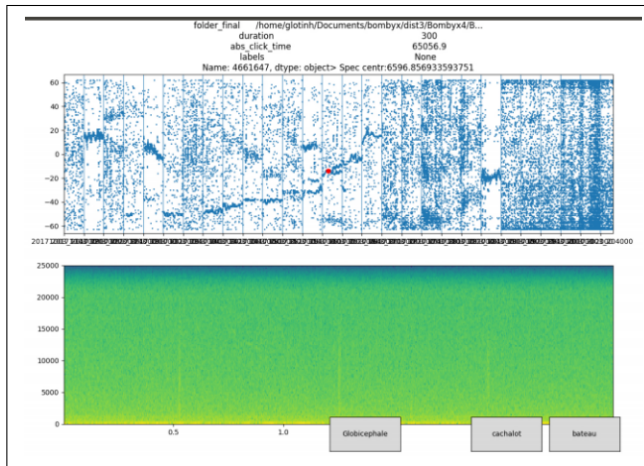 folder_final /home/glotinh/Documents/bombyx/dist3/Bombyx4/B...
duration 300
abs_click_time 65056.9
labels None
Name: 4661647, dtype: object> Spec centr:6596.856933593751
60
40
20
0
−20
−40
−60
25000
20000
15000
10000
5000
0
0.5
1.0
Globicephale
cachalot
bateau